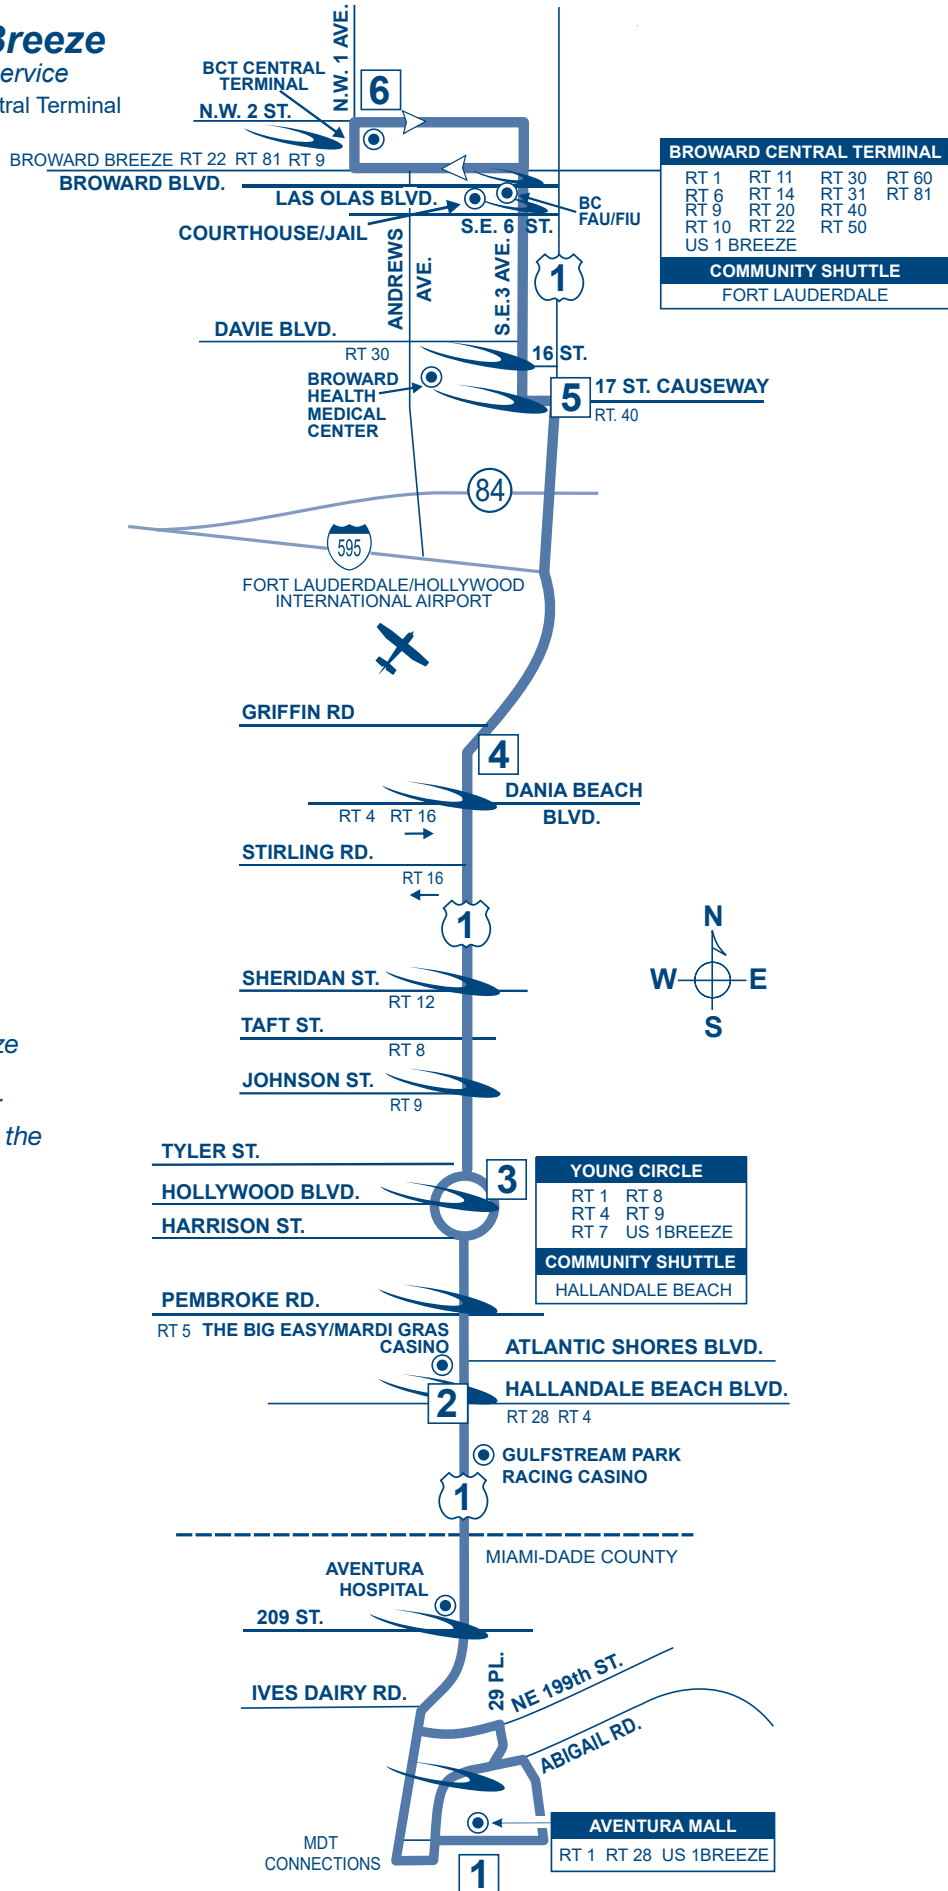 Breeze
ervice
tral Terminal
N.W. 1 AVE.
BCT CENTRAL
TERMINAL
6
N.W. 2 ST.
BROWARD BREEZE RT 22 RT 81 RT 9
BROWARD BLVD.
LAS OLAS BLVD.
COURTHOUSE/JAIL
S.E. 6 ST.
BC
FAU/FIU
BROWARD CENTRAL TERMINAL
RT 1 RT 11 RT 30 RT 60
RT 6 RT 14 RT 31 RT 81
RT 9 RT 20 RT 40
RT 10 RT 22 RT 50
US 1 BREEZE
COMMUNITY SHUTTLE
FORT LAUDERDALE
ANDREWS
AVE.
S.E.3 AVE.
1
DAVIE BLVD.
RT 30
16 ST.
BROWARD
HEALTH
MEDICAL
CENTER
5
17 ST. CAUSEWAY
RT. 40
84
595
FORT LAUDERDALE/HOLLYWOOD
INTERNATIONAL AIRPORT
GRIFFIN RD
4
DANIA BEACH
BLVD.
RT 4 RT 16
STIRLING RD.
RT 16
1
N
W E
S
SHERIDAN ST.
RT 12
TAFT ST.
RT 8
JOHNSON ST.
RT 9
ze
the
TYLER ST.
HOLLYWOOD BLVD.
HARRISON ST.
3
YOUNG CIRCLE
RT 1 RT 8
RT 4 RT 9
RT 7 US 1BREEZE
COMMUNITY SHUTTLE
HALLANDALE BEACH
PEMBROKE RD.
RT 5 THE BIG EASY/MARDI GRAS
CASINO
ATLANTIC SHORES BLVD.
2
HALLANDALE BEACH BLVD.
RT 28 RT 4
GULFSTREAM PARK
RACING CASINO
1
MIAMI-DADE COUNTY
AVENTURA
HOSPITAL
209 ST.
IVES DAIRY RD.
29 PL.
NE 199th ST.
ABIGAIL RD.
MDT
CONNECTIONS
1
AVENTURA MALL
RT 1 RT 28 US 1BREEZE